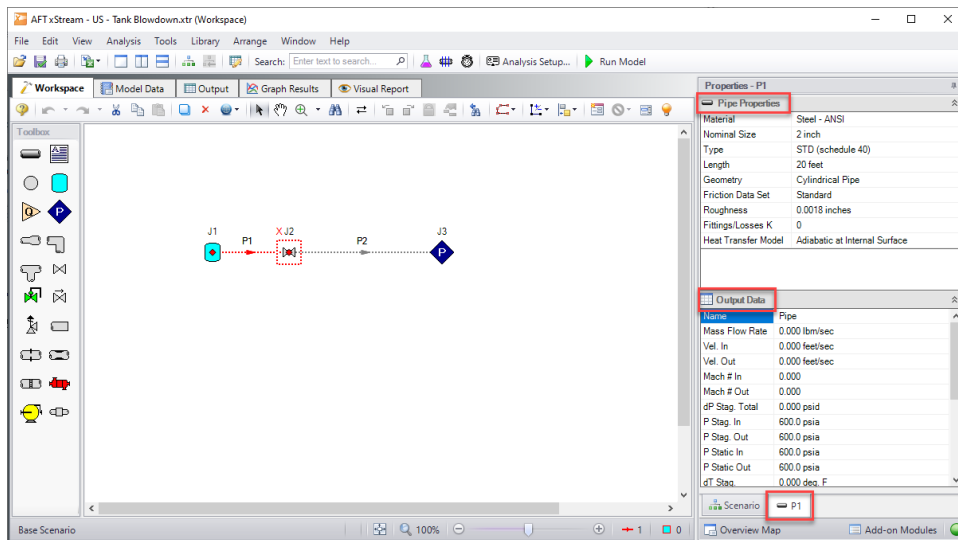 AFT xStream - US - Tank Blowdown.xtr (Workspace)
File Edit View Analysis Tools Library Arrange Window Help
Search: Enter text to search... Analysis Setup... Run Model
Workspace Model Data Output Graph Results Visual Report
Toolbox
J1
P1
X J2
P2
J3
P
Q
P
Base Scenario
100%
1
0
Properties - P1
Pipe Properties
Material Steel - ANSI
Nominal Size 2 inch
Type STD (schedule 40)
Length 20 feet
Geometry Cylindrical Pipe
Friction Data Set Standard
Roughness 0.0018 inches
Fittings/Losses K 0
Heat Transfer Model Adiabatic at Internal Surface
Output Data
Name Pipe
Mass Flow Rate 0.000 lbm/sec
Vel. In 0.000 feet/sec
Vel. Out 0.000 feet/sec
Mach # In 0.000
Mach # Out 0.000
dP Stag. Total 0.000 psid
P Stag. In 600.0 psia
P Stag. Out 600.0 psia
P Static In 600.0 psia
P Static Out 600.0 psia
dT Stag. 0.000 deg. F
Scenario P1
Overview Map Add-on Modules